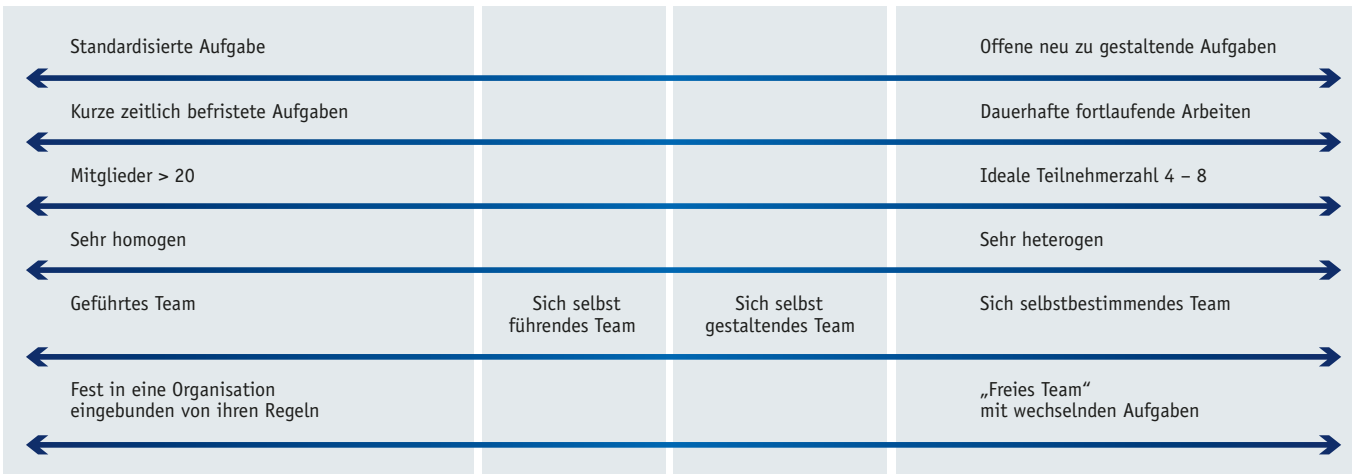 Standardisierte Aufgabe
Offene neu zu gestaltende Aufgaben
Kurze zeitlich befristete Aufgaben
Dauerhafte fortlaufende Arbeiten
Mitglieder > 20
Ideale Teilnehmerzahl 4 – 8
Sehr homogen
Sehr heterogen
Geführtes Team
Sich selbst
führendes Team
Sich selbst
gestaltendes Team
Sich selbstbestimmendes Team
Fest in eine Organisation
eingebunden von ihren Regeln
„Freies Team“
mit wechselnden Aufgaben